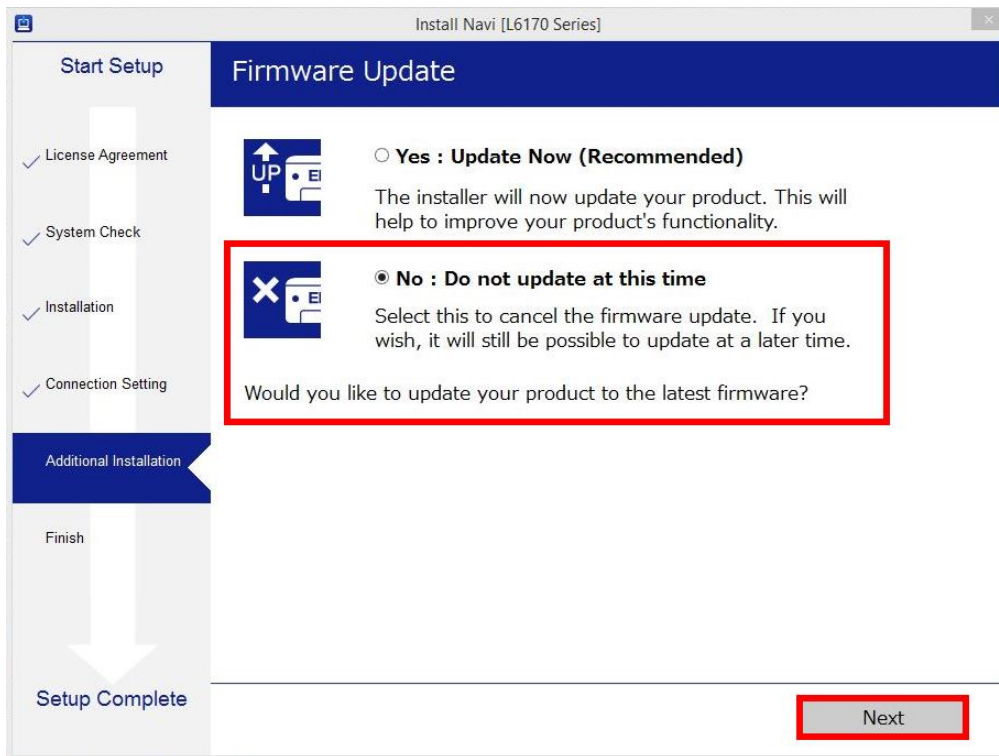 Install Navi [L6170 Series]
Start Setup
License Agreement
System Check
Installation
Connection Setting
Additional Installation
Finish
Setup Complete
Firmware Update
UP
Yes : Update Now (Recommended)
The installer will now update your product. This will
help to improve your product's functionality.
No : Do not update at this time
Select this to cancel the firmware update.  If you
wish, it will still be possible to update at a later time.
Would you like to update your product to the latest firmware?
Next